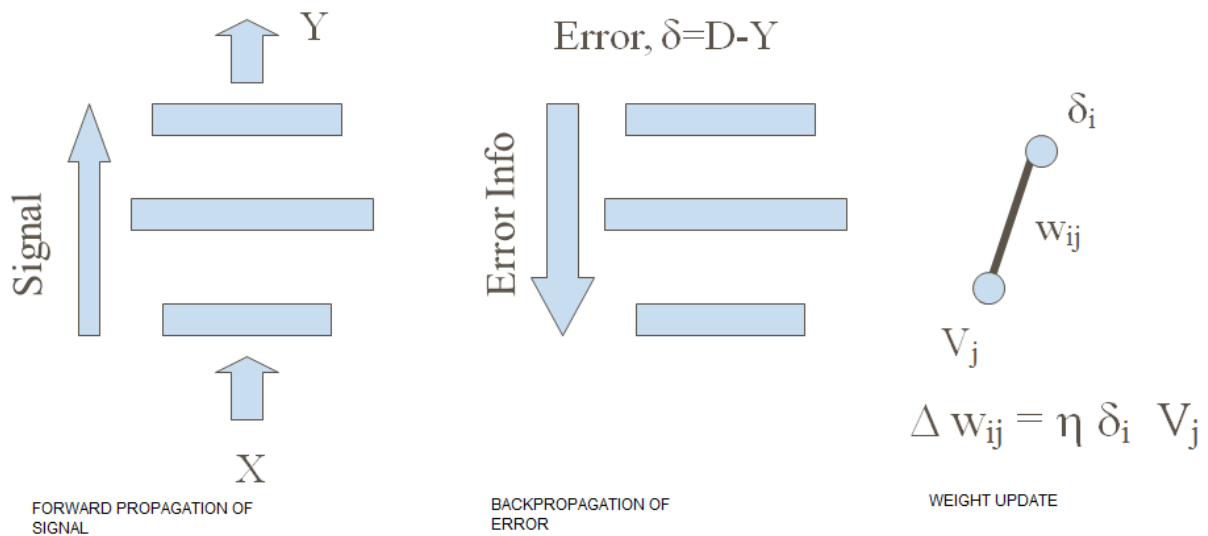 Y
Signal
X
FORWARD PROPAGATION OF
SIGNAL
Error, δ=D-Y
Error Info
BACKPROPAGATION OF
ERROR
δi
wij
Vj
Δ wij = η δi Vj
WEIGHT UPDATE